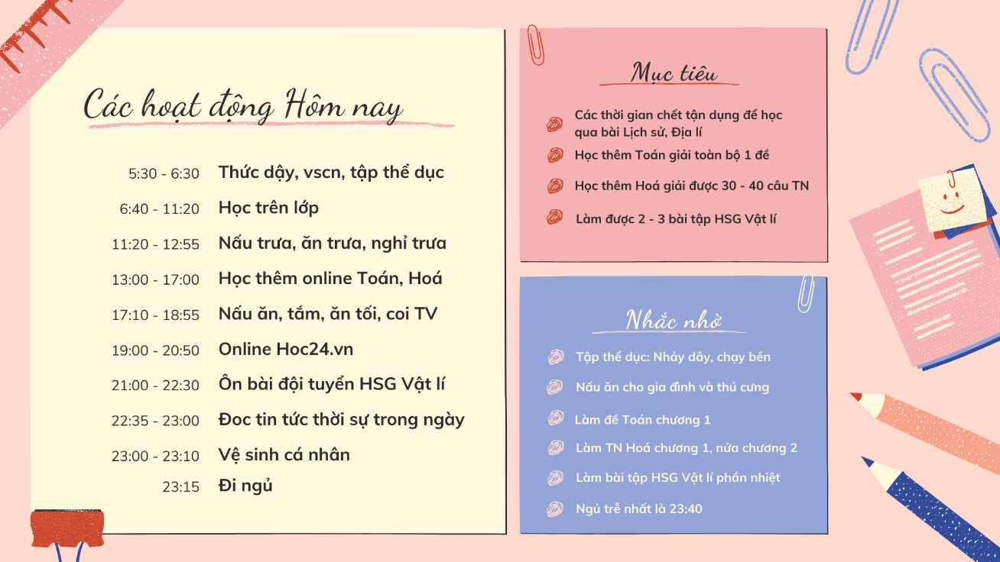 Các hoạt động Hôm nay
5:30 - 6:30 Thức dậy, vscn, tập thể dục
6:40 - 11:20 Học trên lớp
11:20 - 12:55 Nấu trưa, ăn trưa, nghỉ trưa
13:00 - 17:00 Học thêm online Toán, Hoá
17:10 - 18:55 Nấu ăn, tắm, ăn tối, coi TV
19:00 - 20:50 Online Hoc24.vn
21:00 - 22:30 Ôn bài đội tuyển HSG Vật lí
22:35 - 23:00 Đoc tin tức thời sự trong ngày
23:00 - 23:10 Vệ sinh cá nhân
23:15 Đi ngủ
Mục tiêu
Các thời gian chết tận dụng để học
qua bài Lịch sử, Địa lí
Học thêm Toán giải toàn bộ 1 đề
Học thêm Hoá giải được 30 - 40 câu TN
Làm được 2 - 3 bài tập HSG Vật lí
Nhắc nhở
Tập thể dục: Nhảy dây, chạy bền
Nấu ăn cho gia đình và thú cưng
Làm đề Toán chương 1
Làm TN Hoá chương 1, nửa chương 2
Làm bài tập HSG Vật lí phần nhiệt
Ngủ trễ nhất là 23:40